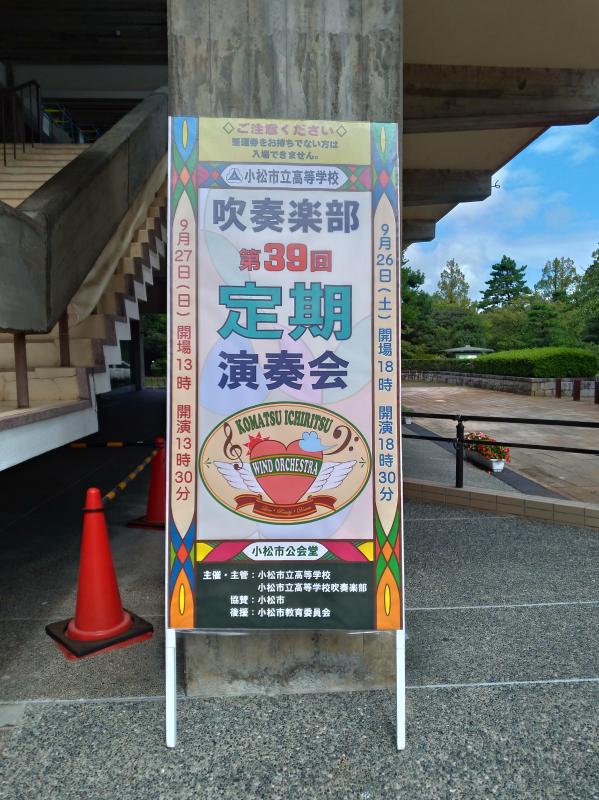 ◇ご注意ください◇
整理券をお持ちでない方は
入場できません。
小松市立高等学校
吹奏楽部
第39回
定期
演奏会
9月26日(土) 開場18時 開演18時30分
9月27日(日) 開場13時 開演13時30分
KOMATSU ICHIRITSU
WIND ORCHESTRA
小松市公会堂
主催・主管：小松市立高等学校
小松市立高等学校吹奏楽部
協賛：小松市
後援：小松市教育委員会